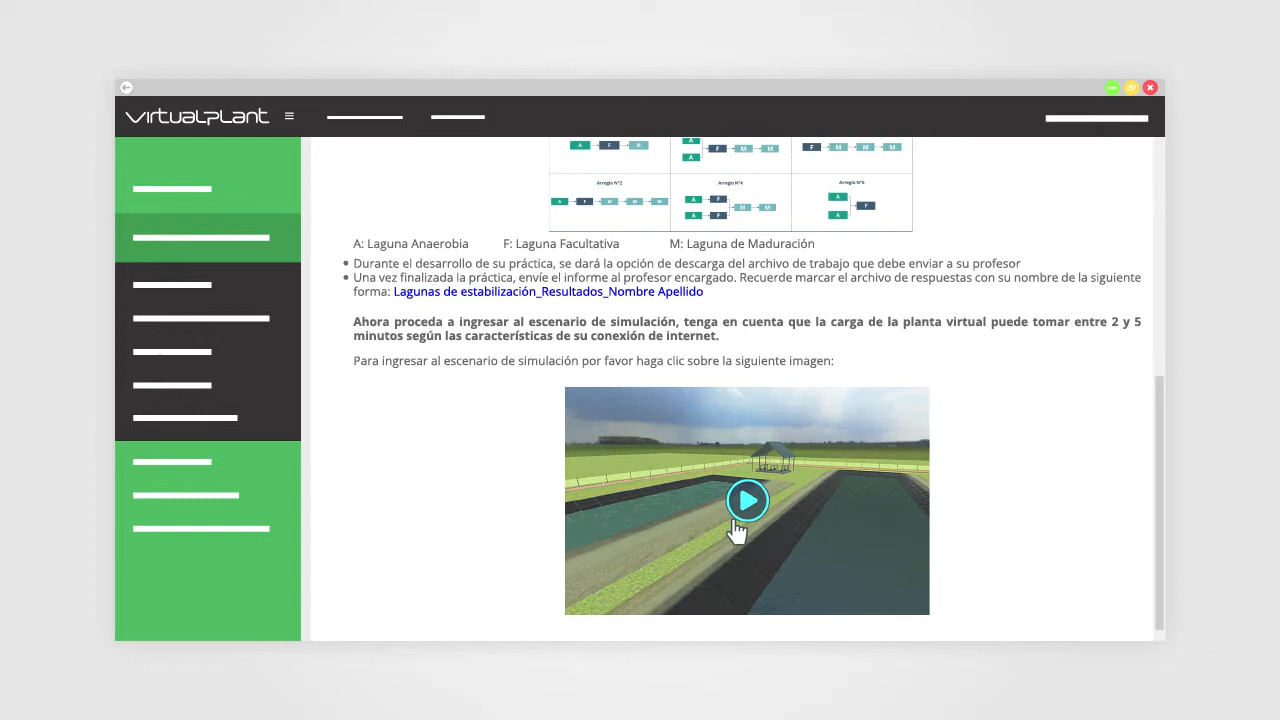 VIRTUALPLANT
A F M
A F M M
A
F M M M
Arreglo N°2 Arreglo N°4 Arreglo N°6
A F M M M
A F M M
A F
A F
A
A: Laguna Anaerobia F: Laguna Facultativa M: Laguna de Maduración
Durante el desarrollo de su práctica, se dará la opción de descarga del archivo de trabajo que debe enviar a su profesor
Una vez finalizada la práctica, envíe el informe al profesor encargado. Recuerde marcar el archivo de respuestas con su nombre de la siguiente
forma: Lagunas de estabilización_Resultados_Nombre Apellido
Ahora proceda a ingresar al escenario de simulación, tenga en cuenta que la carga de la planta virtual puede tomar entre 2 y 5
minutos según las características de su conexión de internet.
Para ingresar al escenario de simulación por favor haga clic sobre la siguiente imagen: